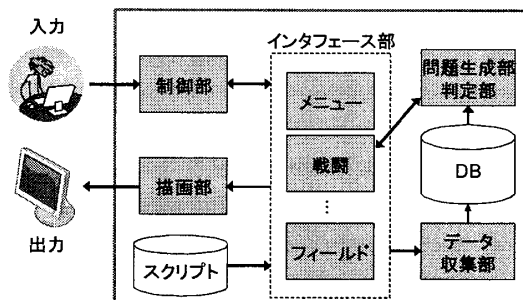 入力
インタフェース部
制御部
メニュー
問題生成部
判定部
戦闘
描画部
DB
⋮
出力
スクリプト
フィールド
データ
収集部